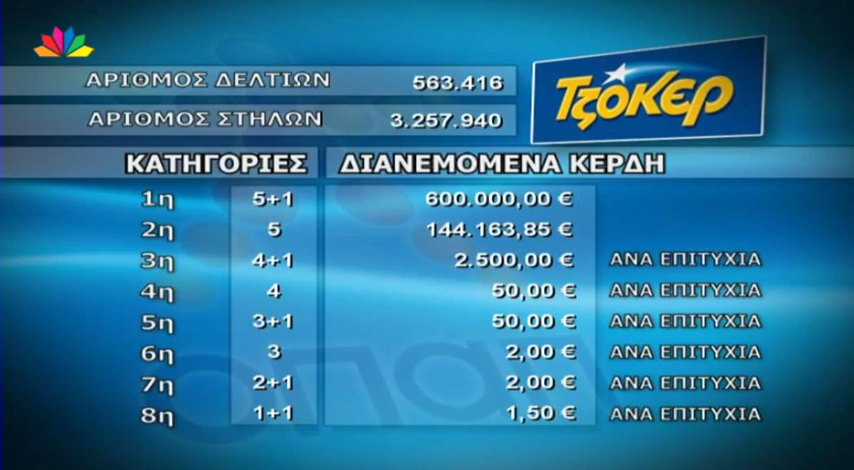 ΑΡΙΘΜΟΣ ΔΕΛΤΙΩΝ 563.416
ΑΡΙΘΜΟΣ ΣΤΗΛΩΝ 3.257.940
Τζόκερ
ΚΑΤΗΓΟΡΙΕΣ ΔΙΑΝΕΜΟΜΕΝΑ ΚΕΡΔΗ
1η 5+1 600.000,00 €
2η 5 144.163,85 €
3η 4+1 2.500,00 € ΑΝΑ ΕΠΙΤΥΧΙΑ
4η 4 50,00 € ΑΝΑ ΕΠΙΤΥΧΙΑ
5η 3+1 50,00 € ΑΝΑ ΕΠΙΤΥΧΙΑ
6η 3 2,00 € ΑΝΑ ΕΠΙΤΥΧΙΑ
7η 2+1 2,00 € ΑΝΑ ΕΠΙΤΥΧΙΑ
8η 1+1 1,50 € ΑΝΑ ΕΠΙΤΥΧΙΑ
οπαπ